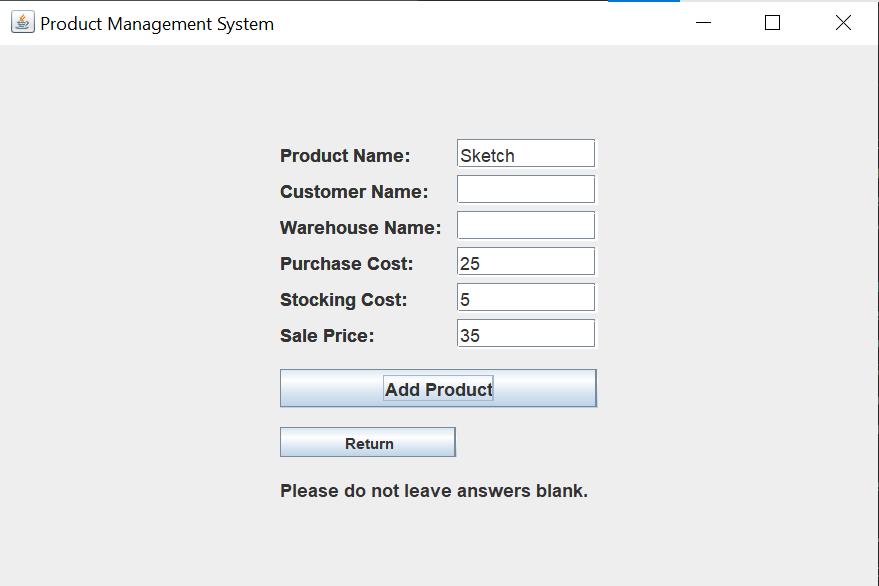 Product Management System
Product Name: Sketch
Customer Name:
Warehouse Name:
Purchase Cost: 25
Stocking Cost: 5
Sale Price: 35
Add Product
Return
Please do not leave answers blank.